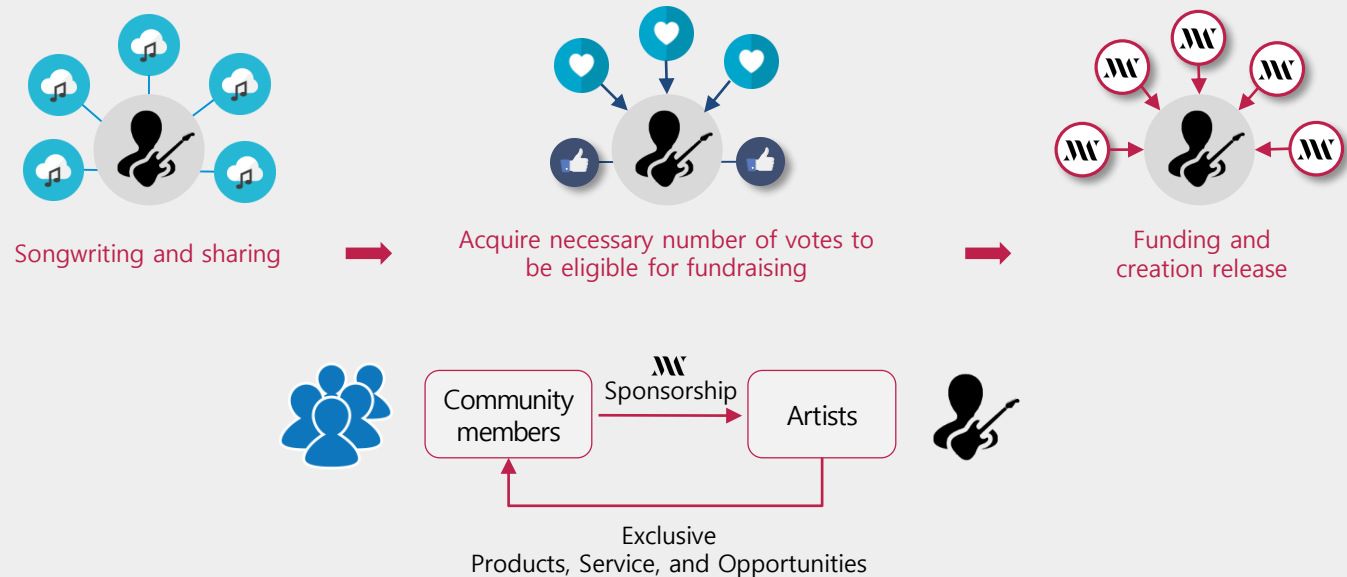 Songwriting and sharing
Acquire necessary number of votes to
be eligible for fundraising
Funding and
creation release
Community
members
Sponsorship
Artists
Exclusive
Products, Service, and Opportunities